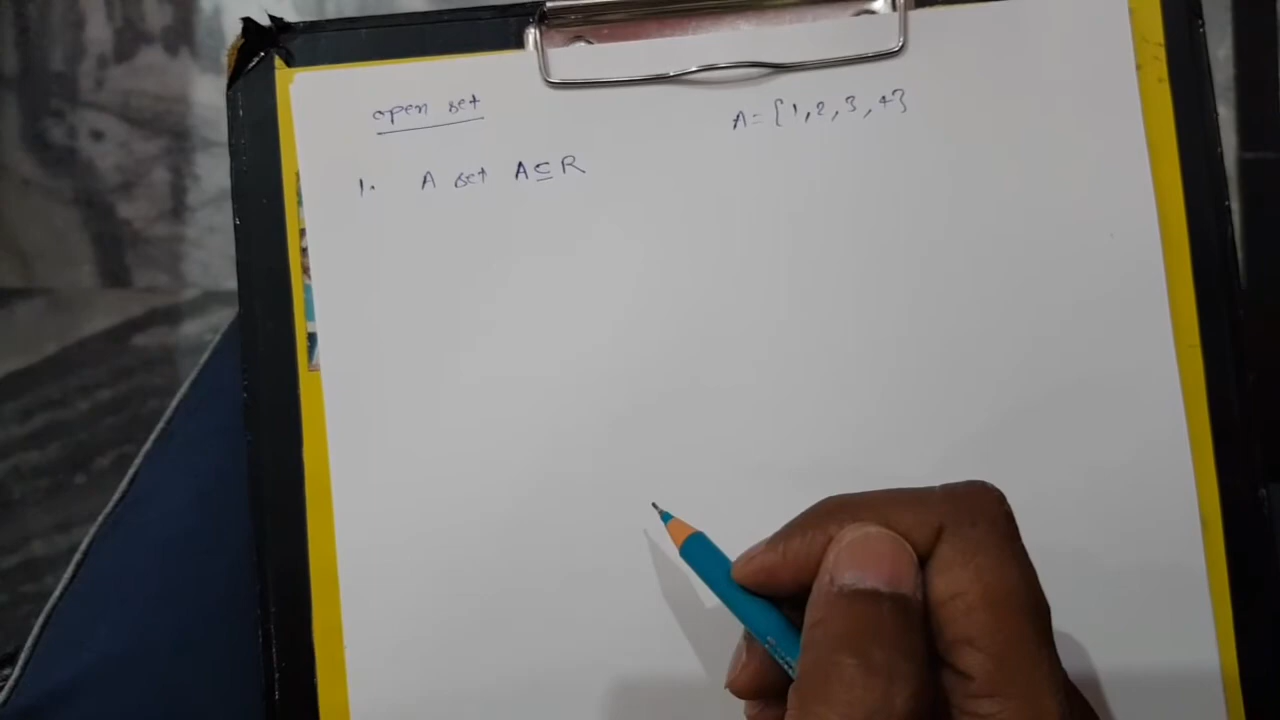 open set
A = {1, 2, 3, 4}
1. A set A ⊆ R